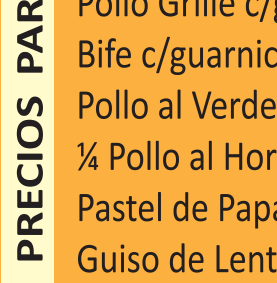 PRECIOS PAR
Pollo Grille c/
Bife c/guarnic
Pollo al Verde
¼ Pollo al Hor
Pastel de Papa
Guiso de Lent